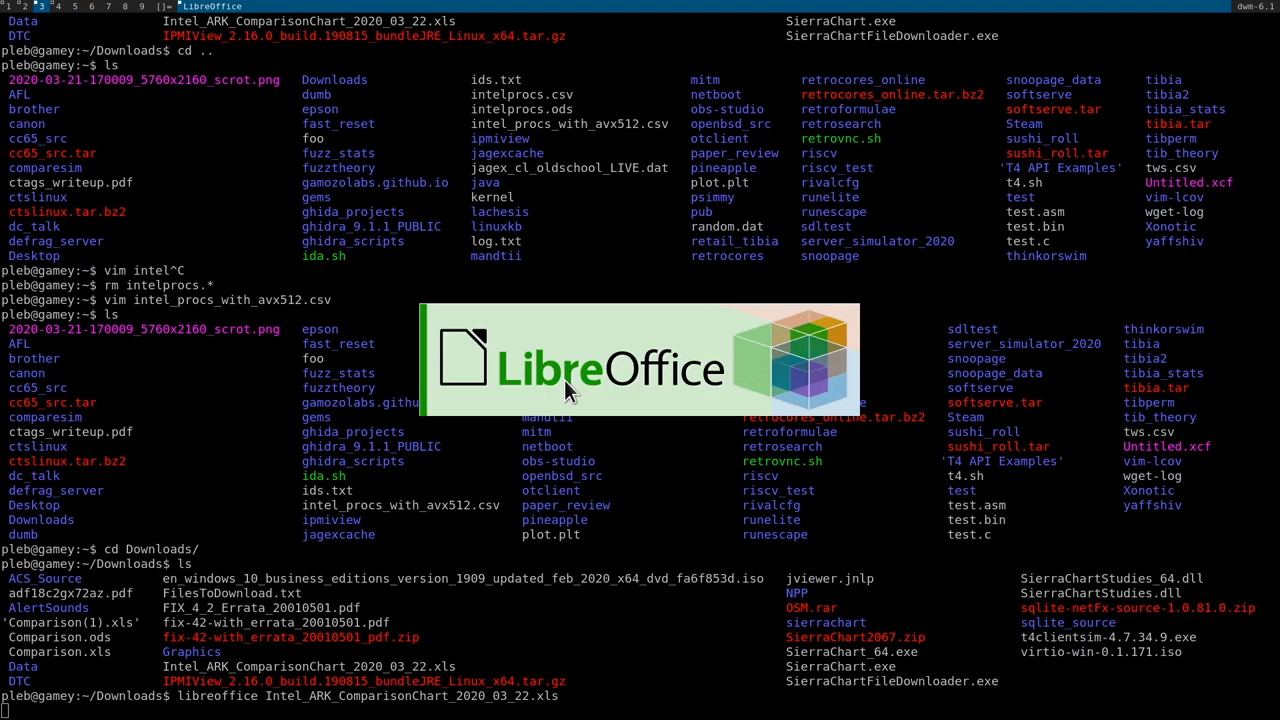 1 2 3 4 5 6 7 8 9 []= LibreOffice dwm-6.1
Data Intel_ARK_ComparisonChart_2020_03_22.xls SierraChart.exe
DTC IPMIView_2.16.0_build.190815_bundleJRE_Linux_x64.tar.gz SierraChartFileDownloader.exe
pleb@gamey:~/Downloads$ cd ..
pleb@gamey:~$ ls
2020-03-21-170009_5760x2160_scrot.png Downloads ids.txt mitm retrocores_online snoopage_data tibia
AFL dumb intelprocs.csv netboot retrocores_online.tar.bz2 softserve tibia2
brother epson intelprocs.ods obs-studio retroformulae softserve.tar tibia_stats
canon fast_reset intel_procs_with_avx512.csv openbsd_src retrosearch Steam tibia.tar
cc65_src foo ipmiview otclient retrovnc.sh sushi_roll tibperm
cc65_src.tar fuzz_stats jagexcache paper_review riscv sushi_roll.tar tib_theory
comparesim fuzztheory jagex_cl_oldschool_LIVE.dat pineapple riscv_test 'T4 API Examples' tws.csv
ctags_writeup.pdf gamozolabs.github.io java plot.plt rivalcfg t4.sh Untitled.xcf
ctslinux gems kernel psimmy runelite test vim-lcov
ctslinux.tar.bz2 ghida_projects lachesis pub runescape test.asm wget-log
dc_talk ghidra_9.1.1_PUBLIC linuxkb random.dat sdltest test.bin Xonotic
defrag_server ghidra_scripts log.txt retail_tibia server_simulator_2020 test.c yaffshiv
Desktop ida.sh mandtii retrocores snoopage thinkorswim
pleb@gamey:~$ vim intel^C
pleb@gamey:~$ rm intelprocs.*
pleb@gamey:~$ vim intel_procs_with_avx512.csv
pleb@gamey:~$ ls
2020-03-21-170009_5760x2160_scrot.png epson sdltest thinkorswim
AFL fast_reset server_simulator_2020 tibia
brother foo snoopage tibia2
canon fuzz_stats snoopage_data tibia_stats
cc65_src fuzztheory softserve tibia.tar
cc65_src.tar gamozolabs.githu softserve.tar tibperm
comparesim gems mandtii retrocores_online.tar.bz2 Steam tib_theory
ctags_writeup.pdf ghida_projects mitm retroformulae sushi_roll tws.csv
ctslinux ghidra_9.1.1_PUBLIC netboot retrosearch sushi_roll.tar Untitled.xcf
ctslinux.tar.bz2 ghidra_scripts obs-studio retrovnc.sh 'T4 API Examples' vim-lcov
dc_talk ida.sh openbsd_src riscv t4.sh wget-log
defrag_server ids.txt otclient riscv_test test Xonotic
Desktop intel_procs_with_avx512.csv paper_review rivalcfg test.asm yaffshiv
Downloads ipmiview pineapple runelite test.bin
dumb jagexcache plot.plt runescape test.c
LibreOffice
pleb@gamey:~$ cd Downloads/
pleb@gamey:~/Downloads$ ls
ACS_Source en_windows_10_business_editions_version_1909_updated_feb_2020_x64_dvd_fa6f853d.iso jviewer.jnlp SierraChartStudies_64.dll
adf18c2gx72az.pdf FilesToDownload.txt NPP SierraChartStudies.dll
AlertSounds FIX_4_2_Errata_20010501.pdf OSM.rar sqlite-netFx-source-1.0.81.0.zip
'Comparison(1).xls' fix-42-with_errata_20010501.pdf sierrachart sqlite_source
Comparison.ods fix-42-with_errata_20010501_pdf.zip SierraChart2067.zip t4clientsim-4.7.34.9.exe
Comparison.xls Graphics SierraChart_64.exe virtio-win-0.1.171.iso
Data Intel_ARK_ComparisonChart_2020_03_22.xls SierraChart.exe
DTC IPMIView_2.16.0_build.190815_bundleJRE_Linux_x64.tar.gz SierraChartFileDownloader.exe
pleb@gamey:~/Downloads$ libreoffice Intel_ARK_ComparisonChart_2020_03_22.xls